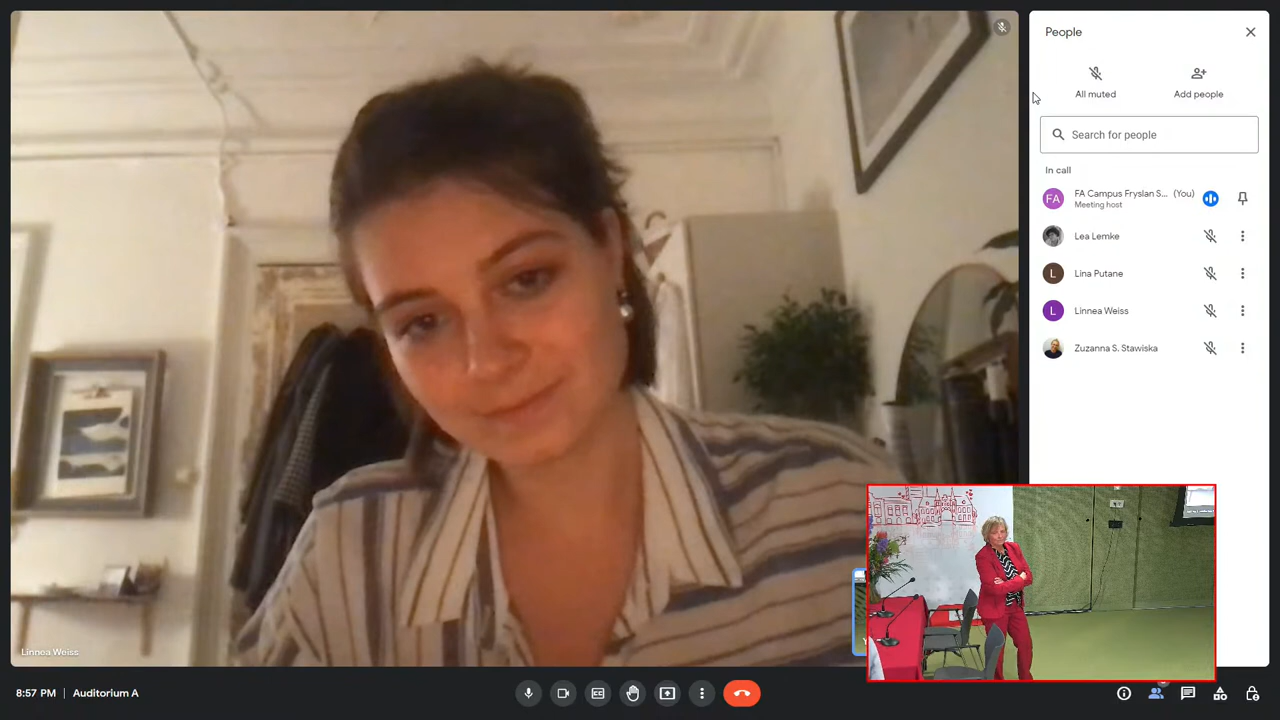 People
All muted
Add people
Search for people
In call
FA
FA Campus Fryslan S... (You)
Meeting host
Lea Lemke
L
Lina Putane
L
Linnea Weiss
Zuzanna S. Stawiska
Linnea Weiss
8:57 PM | Auditorium A